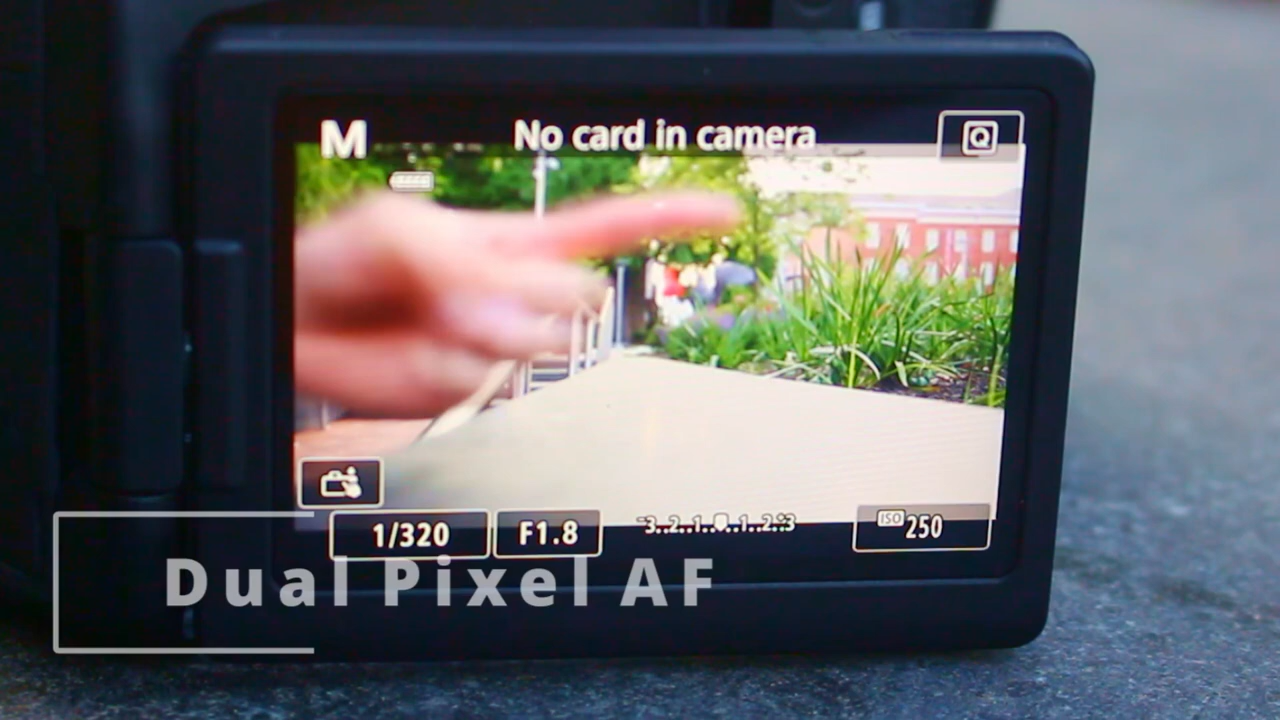 M No card in camera Q
1/320 F1.8 -3..2..1..0..1..2..3 ISO 250
Dual Pixel AF